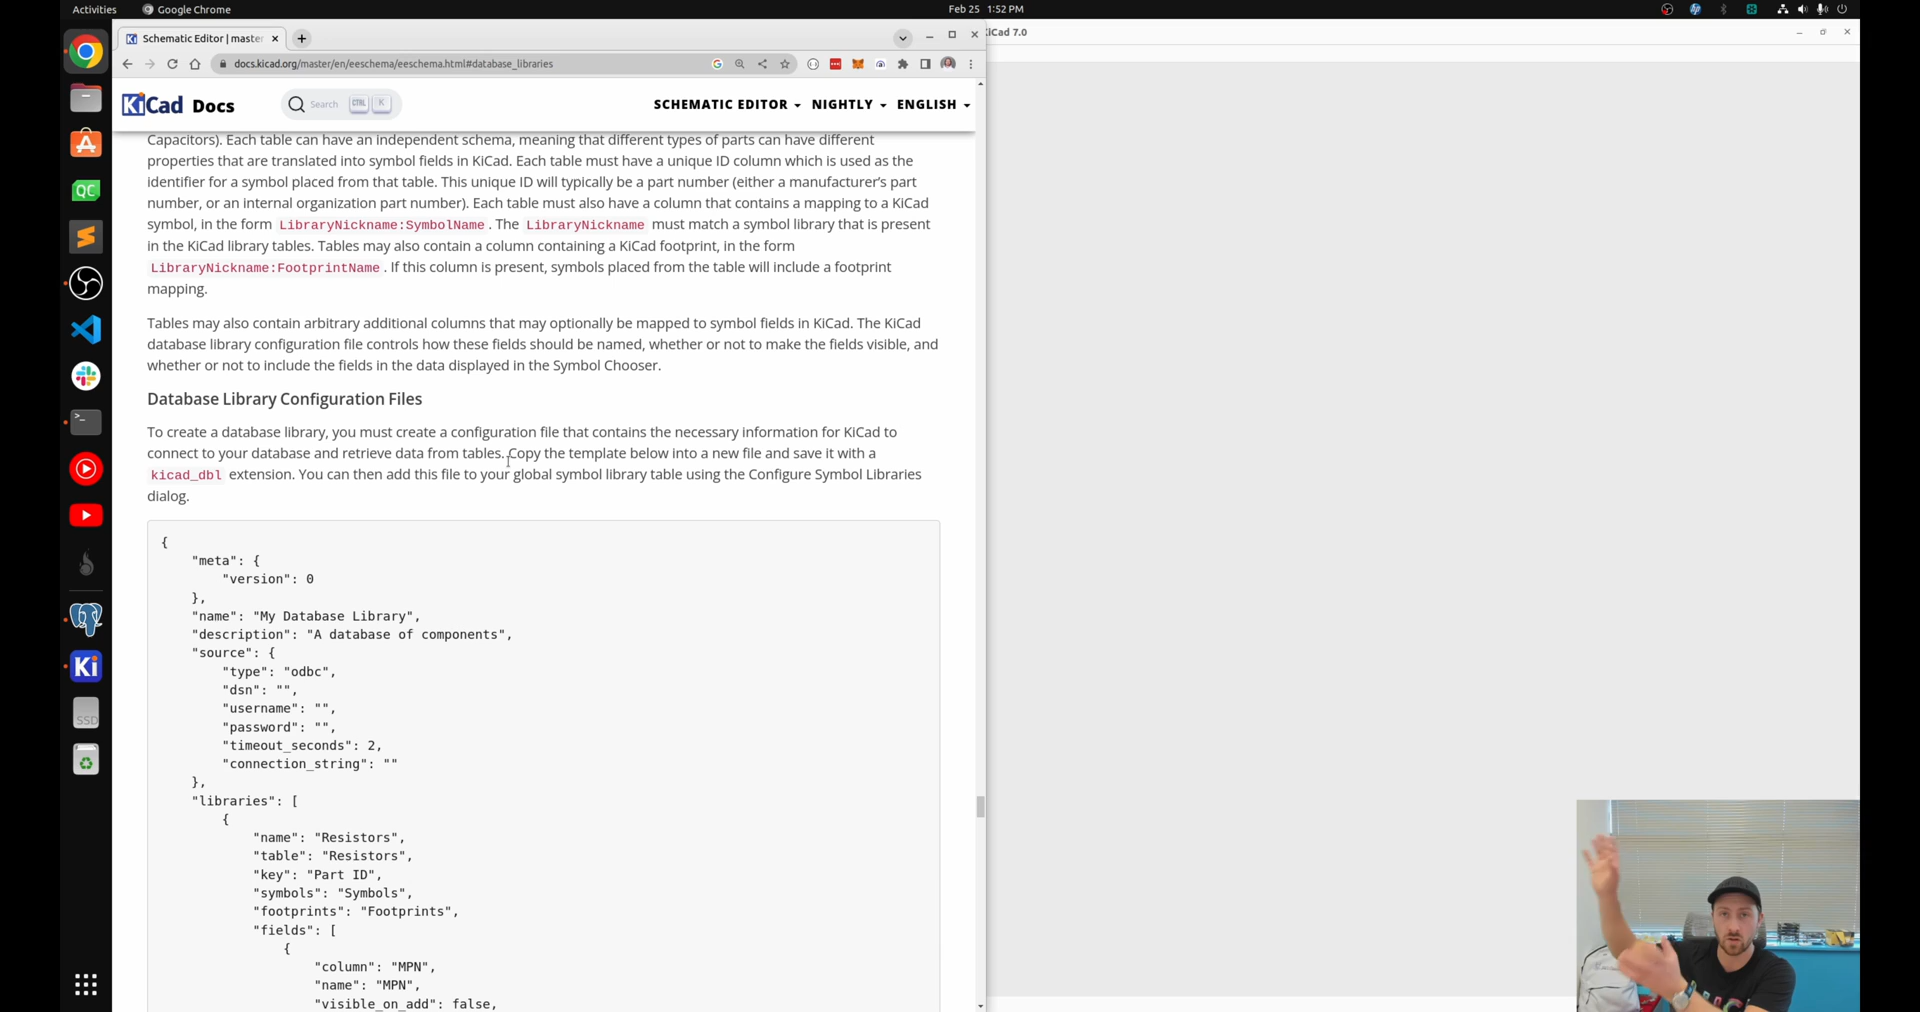 Activities
Google Chrome
Feb 25 1:52 PM
Schematic Editor | master
KiCad 7.0
docs.kicad.org/master/en/eeschema/eeschema.html#database_libraries
KiCad Docs
Search CTRL K
SCHEMATIC EDITOR NIGHTLY ENGLISH
Capacitors). Each table can have an independent schema, meaning that different types of parts can have different
properties that are translated into symbol fields in KiCad. Each table must have a unique ID column which is used as the
identifier for a symbol placed from that table. This unique ID will typically be a part number (either a manufacturer's part
number, or an internal organization part number). Each table must also have a column that contains a mapping to a KiCad
symbol, in the form LibraryNickname:SymbolName. The LibraryNickname must match a symbol library that is present
in the KiCad library tables. Tables may also contain a column containing a KiCad footprint, in the form
LibraryNickname:FootprintName. If this column is present, symbols placed from the table will include a footprint
mapping.
Tables may also contain arbitrary additional columns that may optionally be mapped to symbol fields in KiCad. The KiCad
database library configuration file controls how these fields should be named, whether or not to make the fields visible, and
whether or not to include the fields in the data displayed in the Symbol Chooser.
Database Library Configuration Files
To create a database library, you must create a configuration file that contains the necessary information for KiCad to
connect to your database and retrieve data from tables. Copy the template below into a new file and save it with a
kicad_dbl extension. You can then add this file to your global symbol library table using the Configure Symbol Libraries
dialog.
{
"meta": {
"version": 0
},
"name": "My Database Library",
"description": "A database of components",
"source": {
"type": "odbc",
"dsn": "",
"username": "",
"password": "",
"timeout_seconds": 2,
"connection_string": ""
},
"libraries": [
{
"name": "Resistors",
"table": "Resistors",
"key": "Part ID",
"symbols": "Symbols",
"footprints": "Footprints",
"fields": [
{
"column": "MPN",
"name": "MPN",
"visible_on_add": false,
QC
Ki
SSD